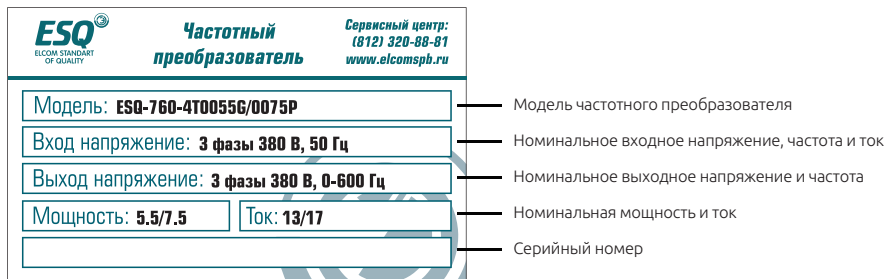 ESQ®
ELCOM STANDART
OF QUALITY
Частотный
преобразователь
Сервисный центр:
(812) 320-88-81
www.elcomspb.ru
Модель: ESQ-760-4T0055G/0075P
Модель частотного преобразователя
Вход напряжение: 3 фазы 380 В, 50 Гц
Номинальное входное напряжение, частота и ток
Выход напряжение: 3 фазы 380 В, 0-600 Гц
Номинальное выходное напряжение и частота
Мощность: 5.5/7.5 Ток: 13/17
Номинальная мощность и ток
Серийный номер